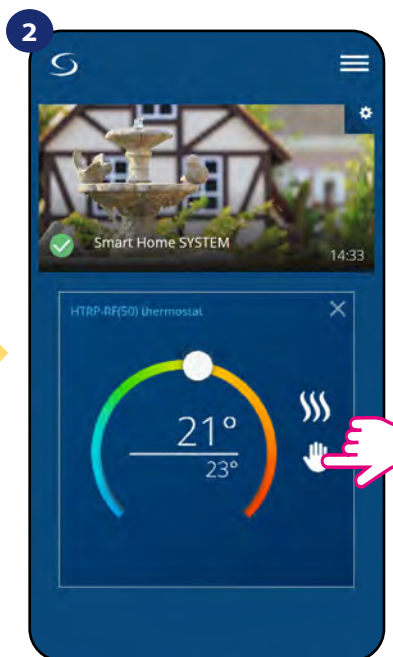 2
Smart Home SYSTEM
14:33
HTRP-RF(50) thermostat
21°
23°